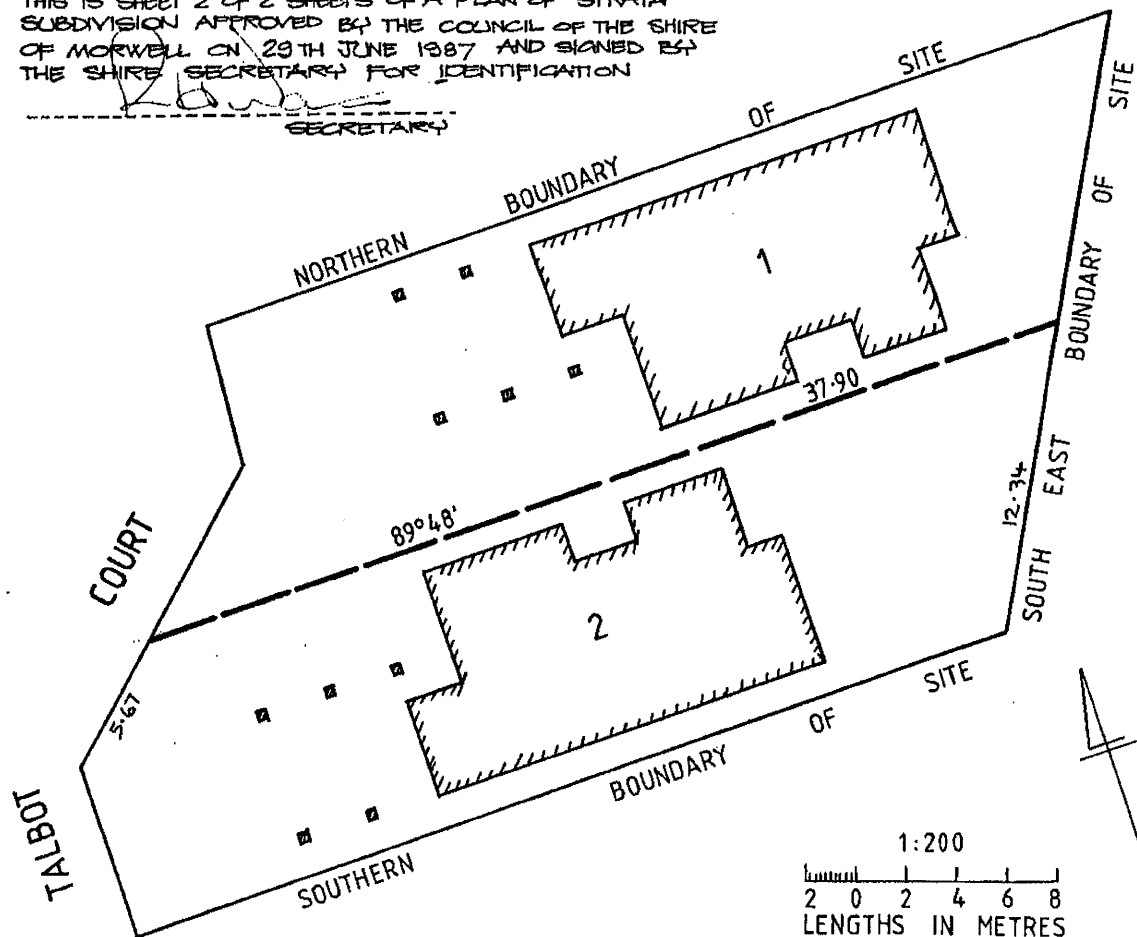 THIS IS SHEET 2 OF 2 SHEETS OF A PLAN OF STRATA
SUBDIVISION APPROVED BY THE COUNCIL OF THE SHIRE
OF MORWELL ON 29TH JUNE 1987 AND SIGNED BY
THE SHIRE SECRETARY FOR IDENTIFICATION
SECRETARY
NORTHERN BOUNDARY OF SITE
SOUTH EAST BOUNDARY OF SITE
1
37·90
89°48'
12·34
COURT
2
5·67
TALBOT
SOUTHERN BOUNDARY OF SITE
1:200
2 0 2 4 6 8
LENGTHS IN METRES